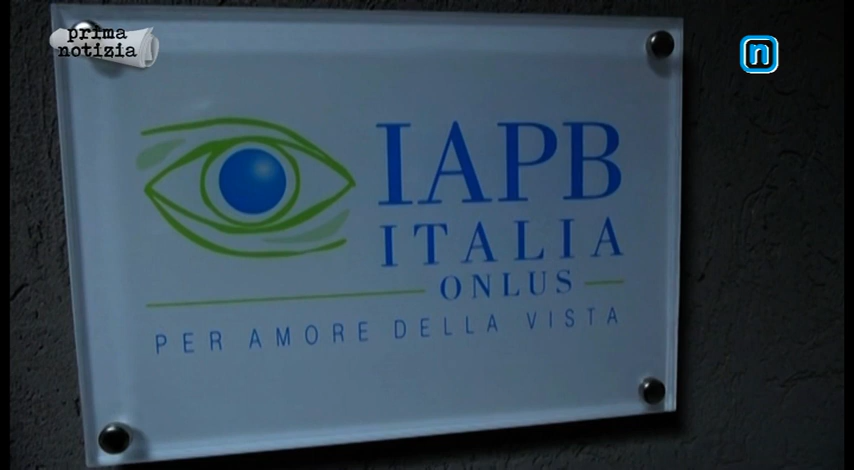 prima
notizia
n
IAPB
ITALIA
ONLUS
PER AMORE DELLA VISTA